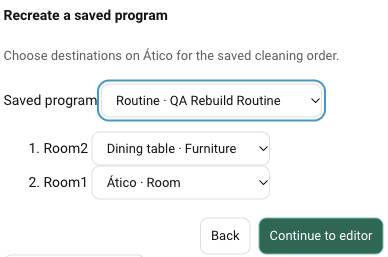 Recreate a saved program
Choose destinations on Ático for the saved cleaning order.
Saved program Routine · QA Rebuild Routine
1. Room2 Dining table · Furniture
2. Room1 Ático · Room
Back Continue to editor